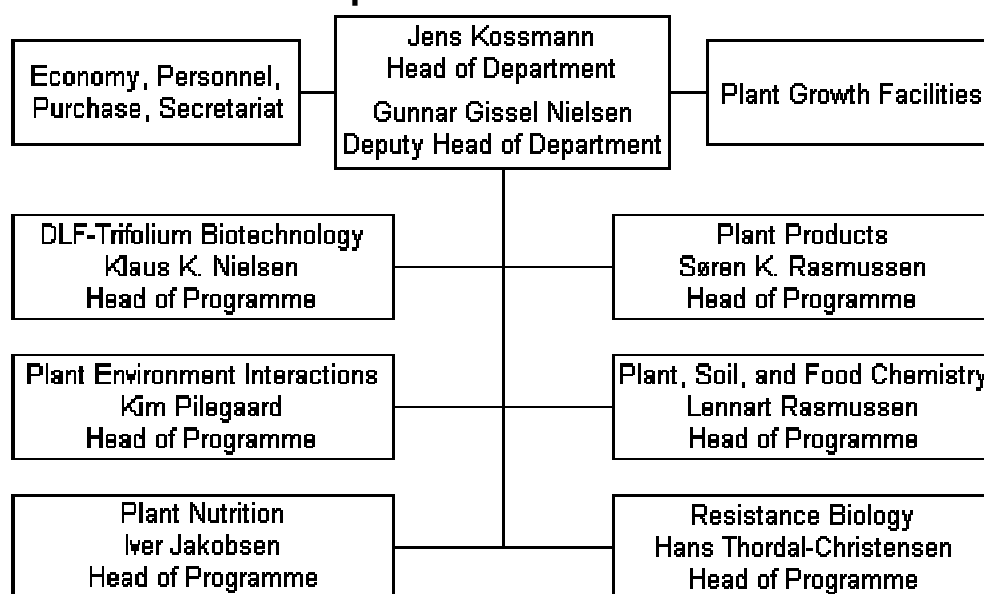 Jens Kossmann
Head of Department
Gunnar Gissel Nielsen
Deputy Head of Department
Economy, Personnel,
Purchase, Secretariat
Plant Growth Facilities
DLF-Trifolium Biotechnology
Klaus K. Nielsen
Head of Programme
Plant Products
Søren K. Rasmussen
Head of Programme
Plant Environment Interactions
Kim Pilegaard
Head of Programme
Plant, Soil, and Food Chemistry
Lennart Rasmussen
Head of Programme
Plant Nutrition
Iver Jakobsen
Head of Programme
Resistance Biology
Hans Thordal-Christensen
Head of Programme